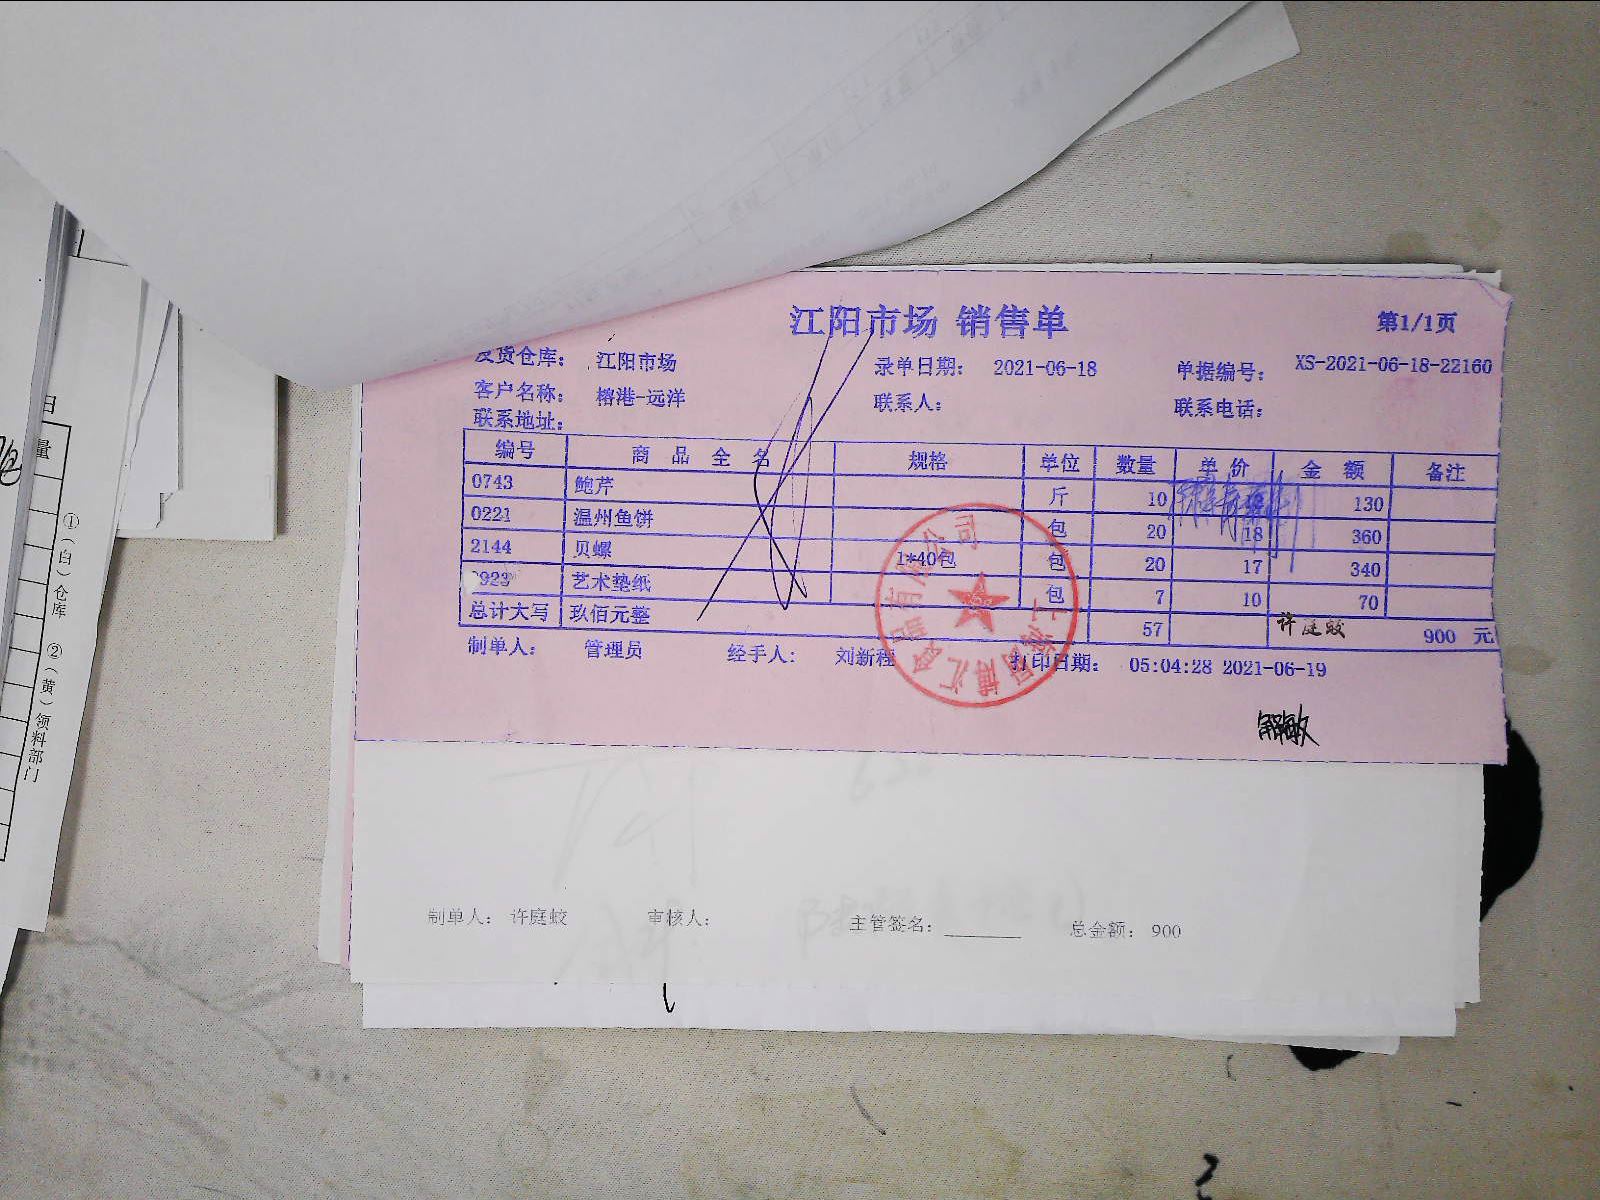 江阳市场 销售单
第1/1页
发货仓库： 江阳市场 录单日期： 2021-06-18 单据编号： XS-2021-06-18-22160
客户名称： 榕港-远洋 联系人： 联系电话：
联系地址：
编号 商品全名 规格 单位 数量 单价 金额 备注
0743 鲍芹 斤 10 130
0221 温州鱼饼 包 20 18 360
2144 贝螺 1*40包 包 20 17 340
艺术垫纸 包 7 10 70
总计大写 玖佰元整 57 许庭蛟 900 元
制单人： 管理员 经手人： 刘新程 打印日期： 05:04:28 2021-06-19
制单人： 许庭蛟 审核人： 主管签名： 总金额： 900
日
量
①（白）仓库 ②（黄）领料部门